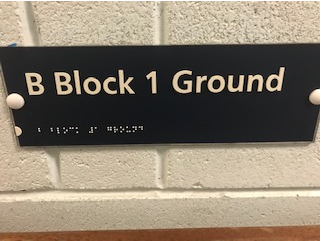 B Block 1 Ground
⠃ ⠃⠇⠕⠉⠅ ⠼⠁ ⠛⠗⠕⠥⠝⠙